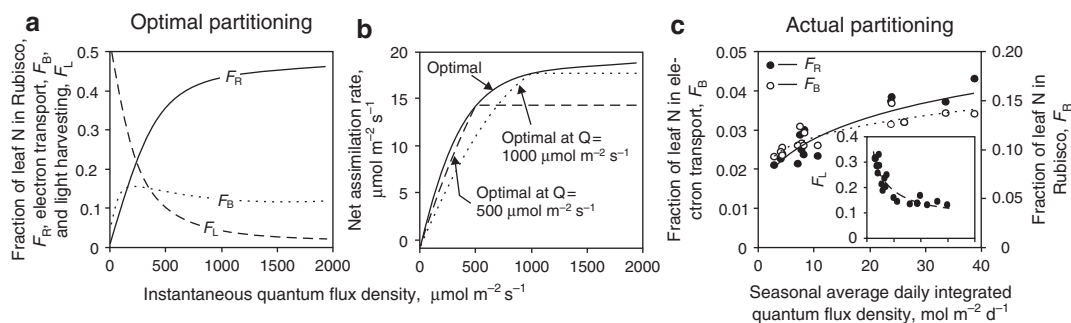 Optimal partitioning
Actual partitioning
a
Fraction of leaf N in Rubisco,
F_R, electron transport, F_B,
and light harvesting, F_L
0.5
0.4
0.3
0.2
0.1
0
F_R
F_B
F_L
0 500 1000 1500 2000
b
Net assimilation rate,
μmol m⁻² s⁻¹
20
15
10
5
0
Optimal
Optimal at Q=
1000 μmol m⁻² s⁻¹
Optimal at Q=
500 μmol m⁻² s⁻¹
0 500 1000 1500 2000
Instantaneous quantum flux density, μmol m⁻² s⁻¹
c
Fraction of leaf N in ele-
ctron transport, F_B
0.05
0.04
0.03
0.02
0.01
0.00
F_R
F_B
F_L
0.4
0.3
0.2
0.1
0.20
0.15
0.10
0.05
0
Fraction of leaf N in
Rubisco, F_R
0 10 20 30 40
Seasonal average daily integrated
quantum flux density, mol m⁻² d⁻¹